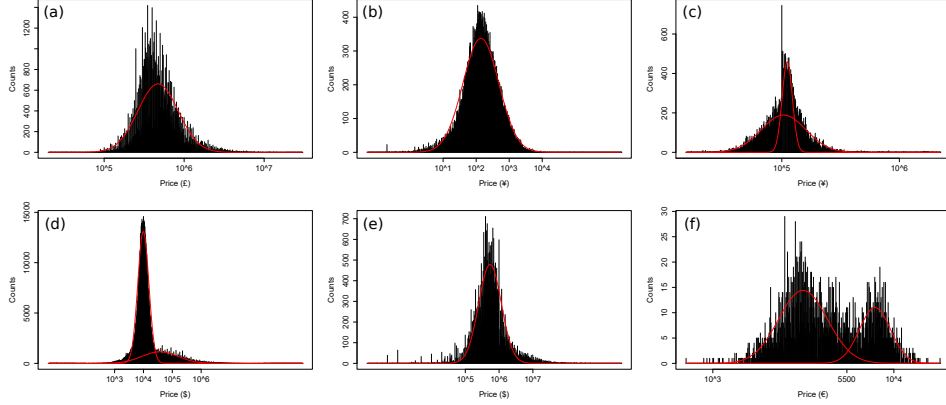 (a)
Counts
0 200 400 600 800 1000 1200 1400
10^5 10^6 10^7
Price (£)
(b)
Counts
0 100 200 300 400
10^1 10^2 10^3 10^4
Price (¥)
(c)
Counts
0 200 400 600
10^5 10^6
Price (¥)
(d)
Counts
0 5000 10000 15000
10^3 10^4 10^5 10^6
Price ($)
(e)
Counts
0 100 200 300 400 500 600 700
10^5 10^6 10^7
Price ($)
(f)
Counts
0 5 10 15 20 25 30
10^3 5500 10^4
Price (€)